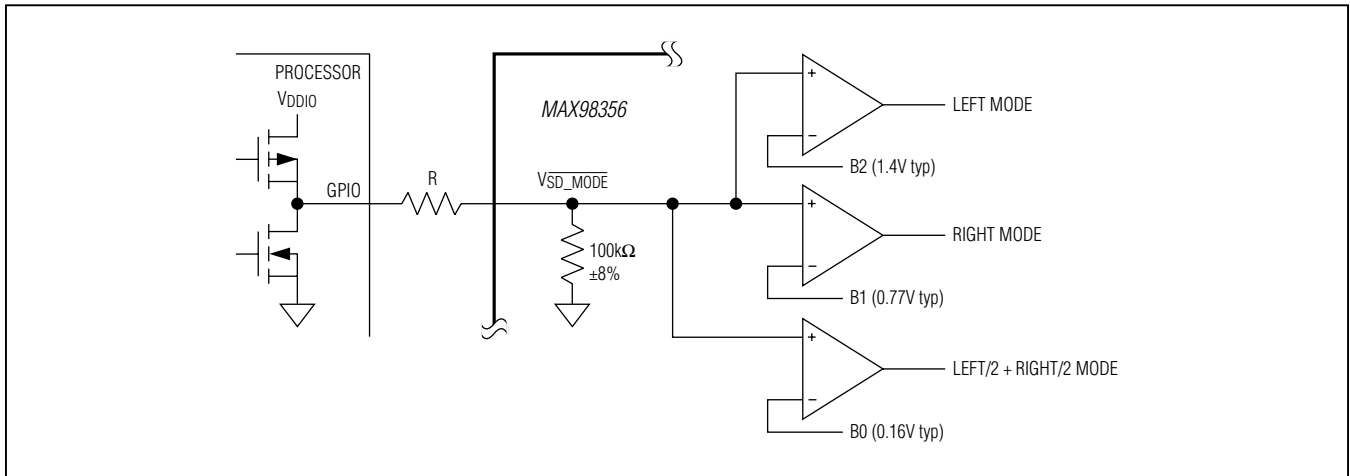 PROCESSOR
VDDIO
GPIO
R
MAX98356
VSD_MODE
100kΩ
±8%
LEFT MODE
B2 (1.4V typ)
RIGHT MODE
B1 (0.77V typ)
LEFT/2 + RIGHT/2 MODE
B0 (0.16V typ)
+
−
+
−
+
−